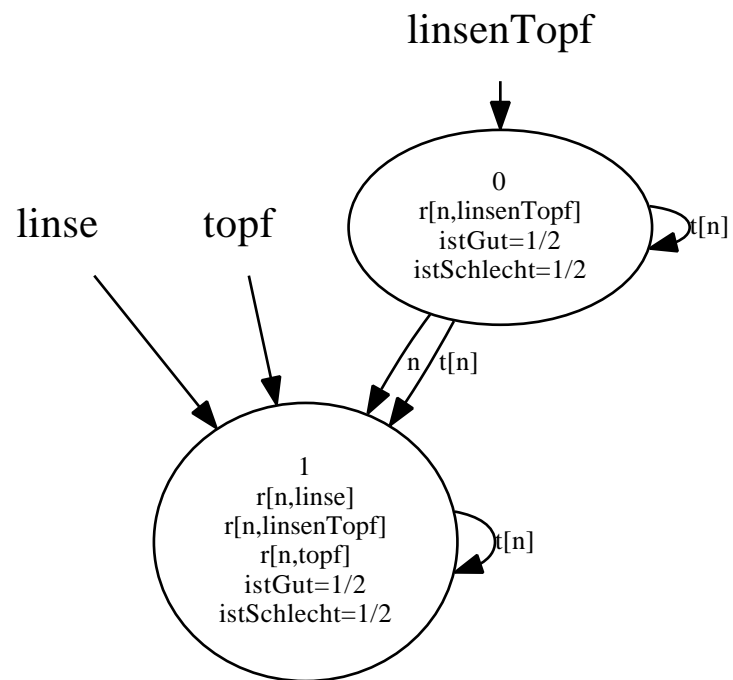 linsenTopf
0
r[n,linsenTopf]
istGut=1/2
istSchlecht=1/2
t[n]
linse
topf
n
t[n]
1
r[n,linse]
r[n,linsenTopf]
r[n,topf]
istGut=1/2
istSchlecht=1/2
t[n]